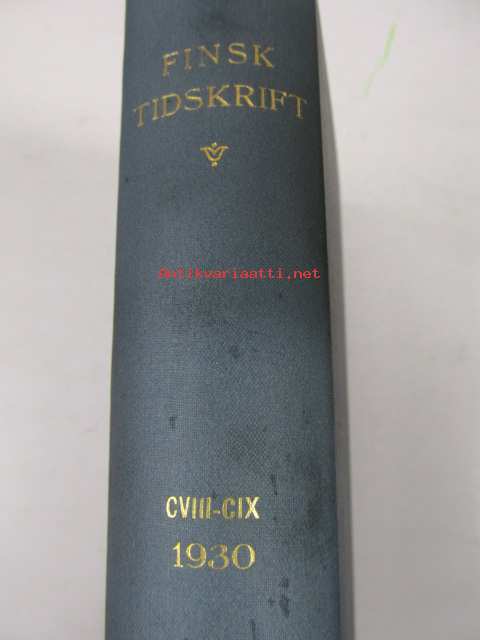 FINSK
TIDSKRIFT
Antikvariaatti.net
CVIII-CIX
1930